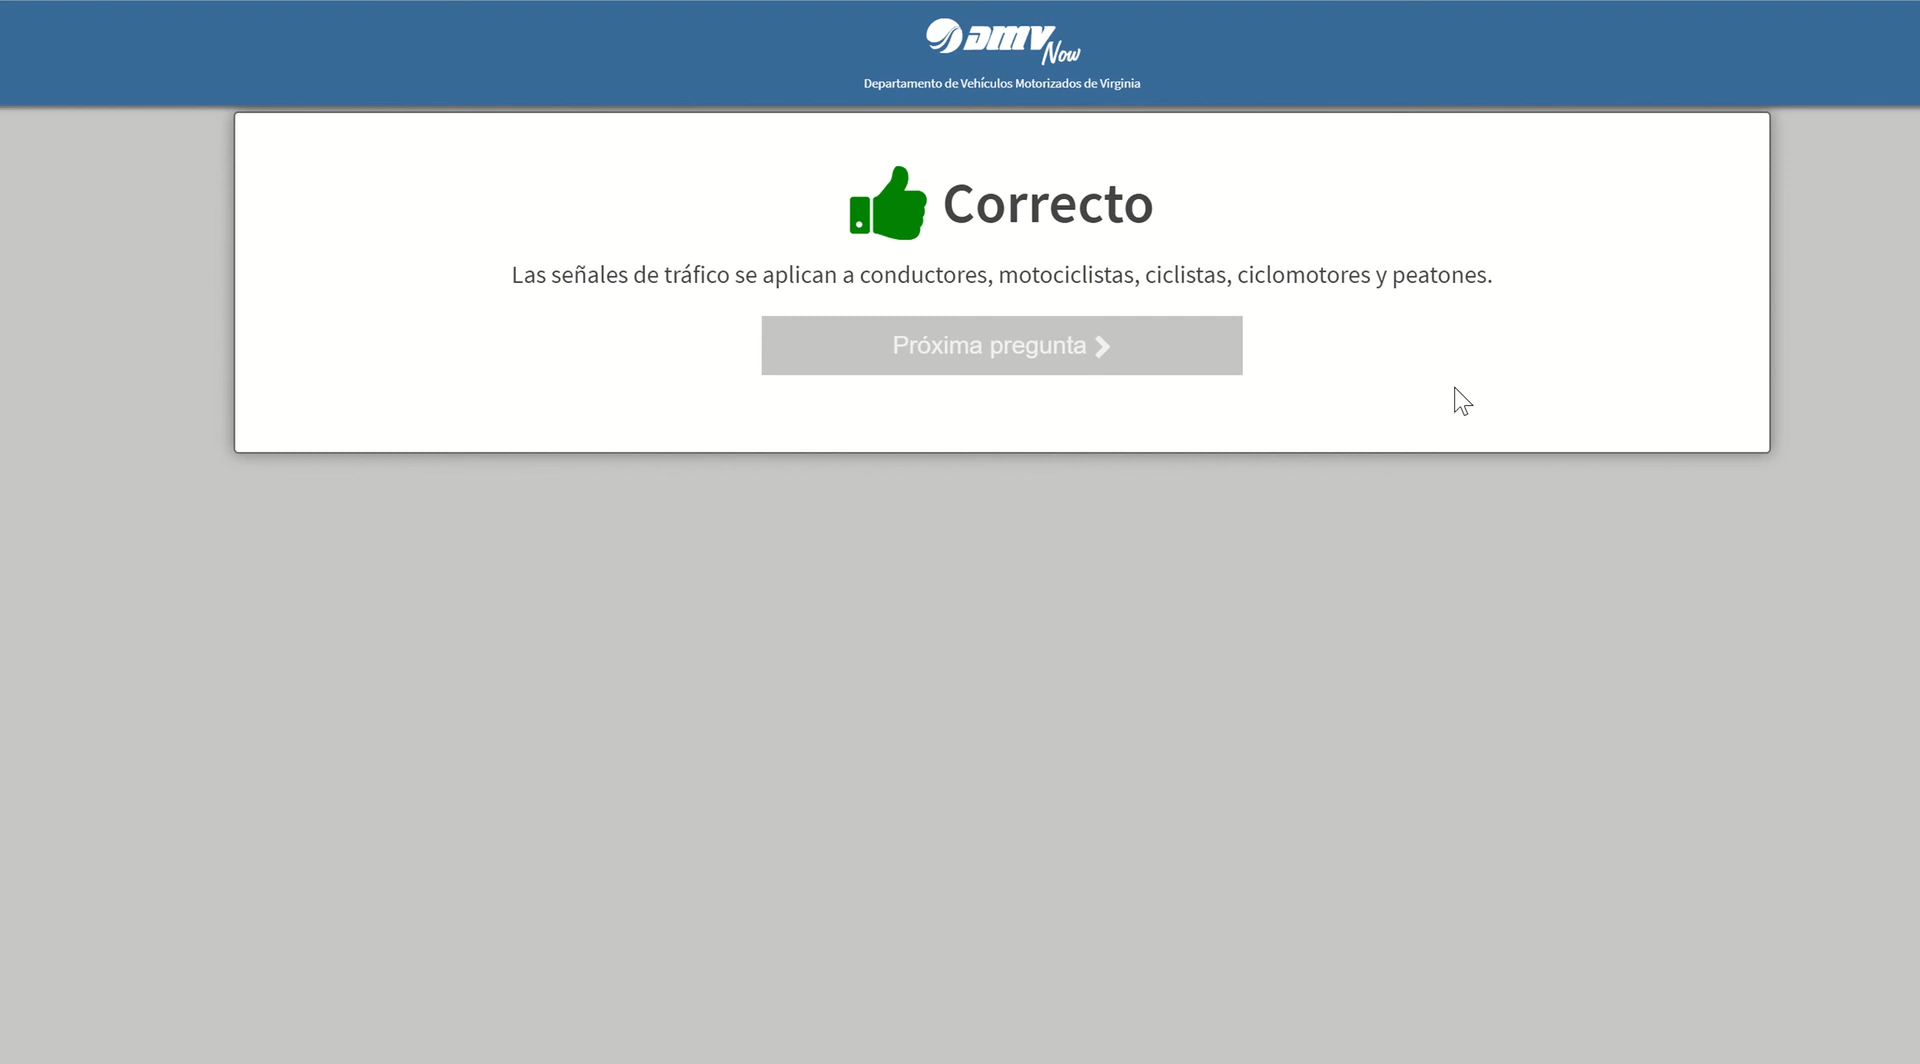 DMV Now
Departamento de Vehículos Motorizados de Virginia
Correcto
Las señales de tráfico se aplican a conductores, motociclistas, ciclistas, ciclomotores y peatones.
Próxima pregunta